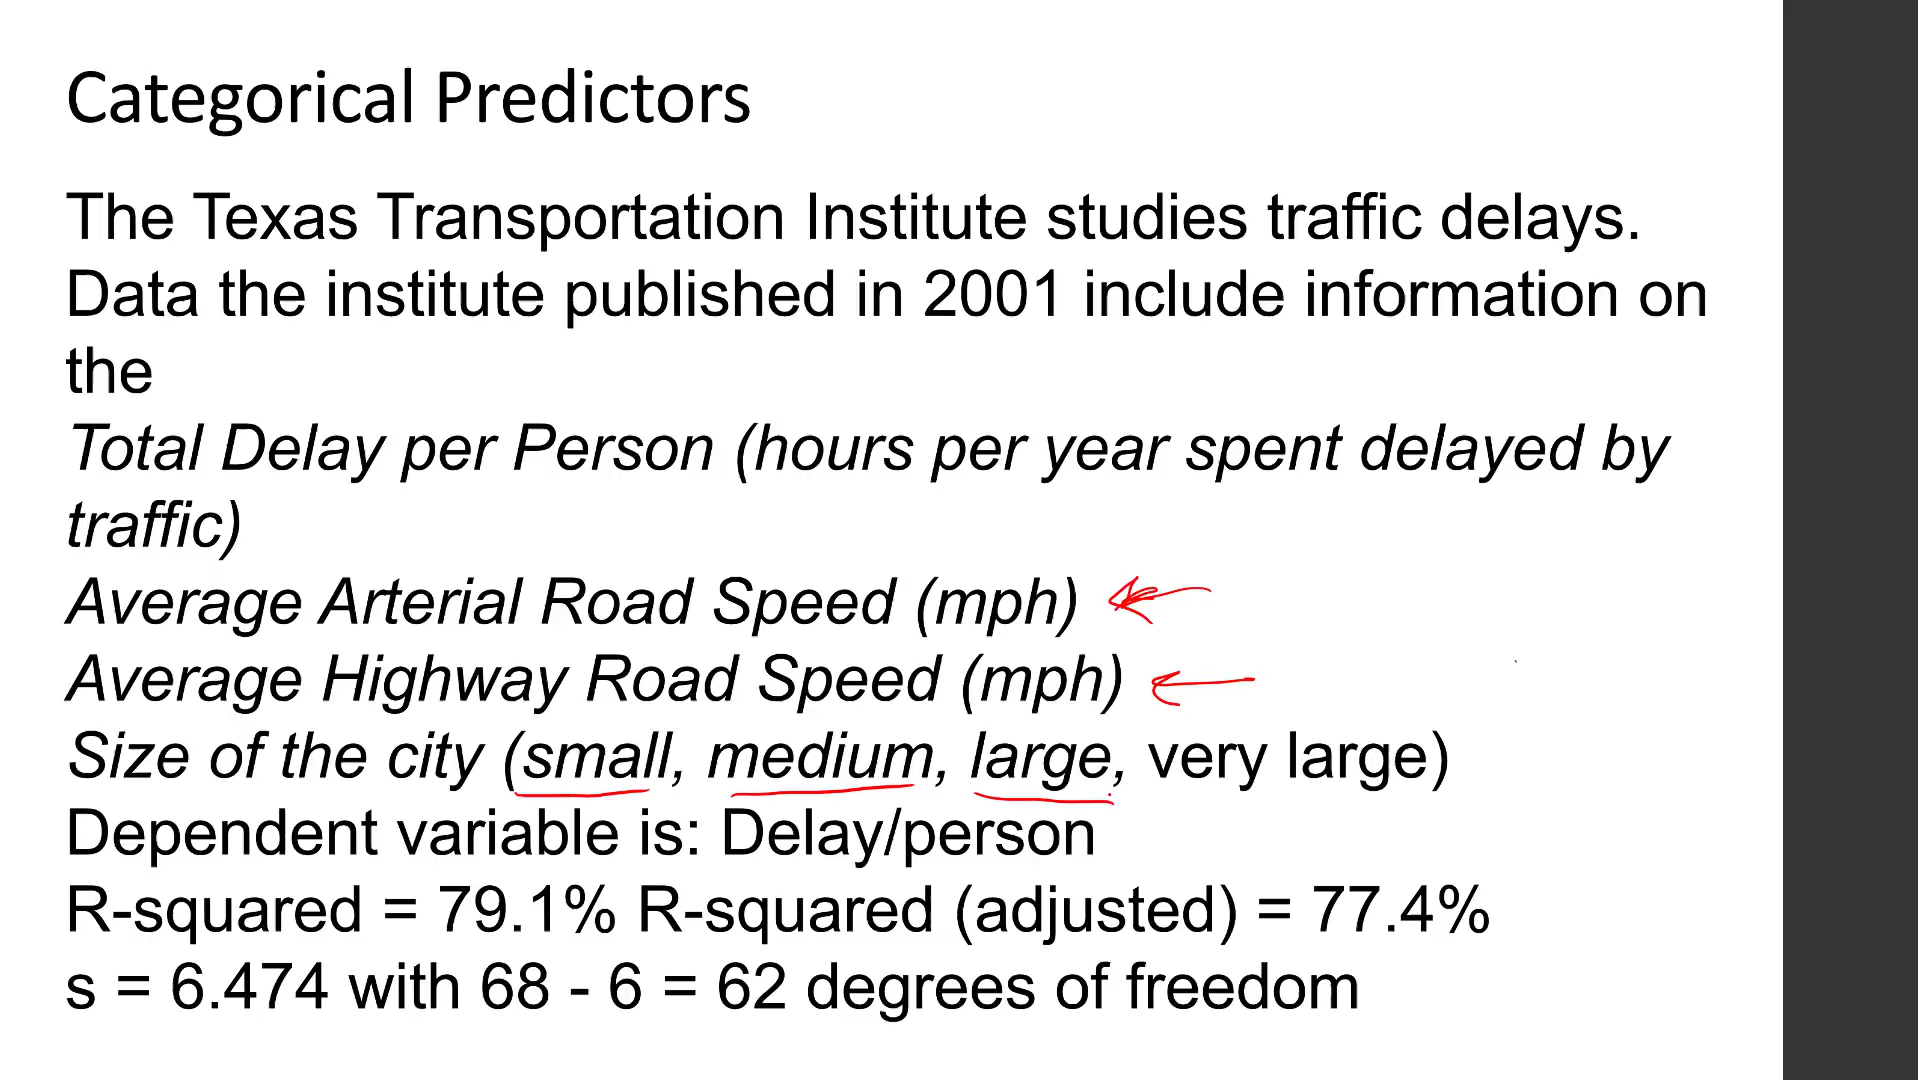 Categorical Predictors
The Texas Transportation Institute studies traffic delays.
Data the institute published in 2001 include information on
the
Total Delay per Person (hours per year spent delayed by
traffic)
Average Arterial Road Speed (mph)
Average Highway Road Speed (mph)
Size of the city (small, medium, large, very large)
Dependent variable is: Delay/person
R-squared = 79.1% R-squared (adjusted) = 77.4%
s = 6.474 with 68 - 6 = 62 degrees of freedom